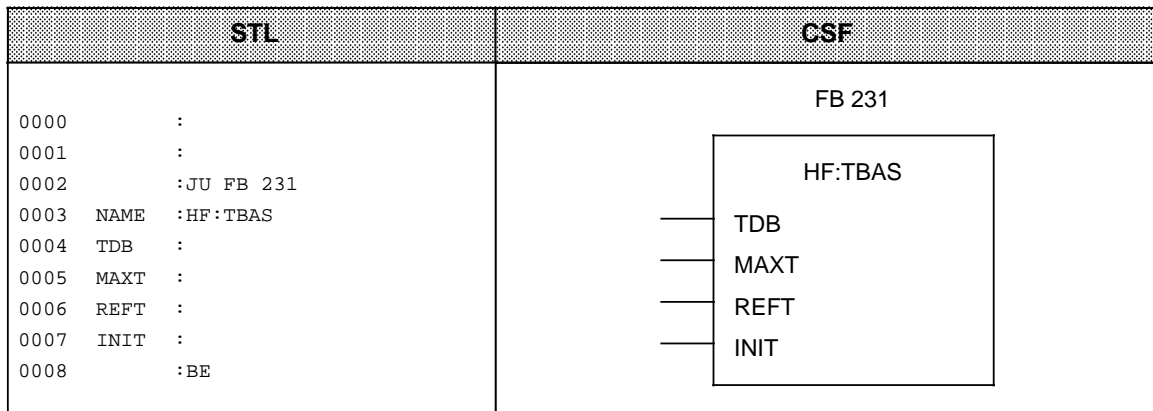 STL
CSF
0000 :
0001 :
0002 :JU FB 231
0003 NAME :HF:TBAS
0004 TDB :
0005 MAXT :
0006 REFT :
0007 INIT :
0008 :BE
FB 231
HF:TBAS
TDB
MAXT
REFT
INIT